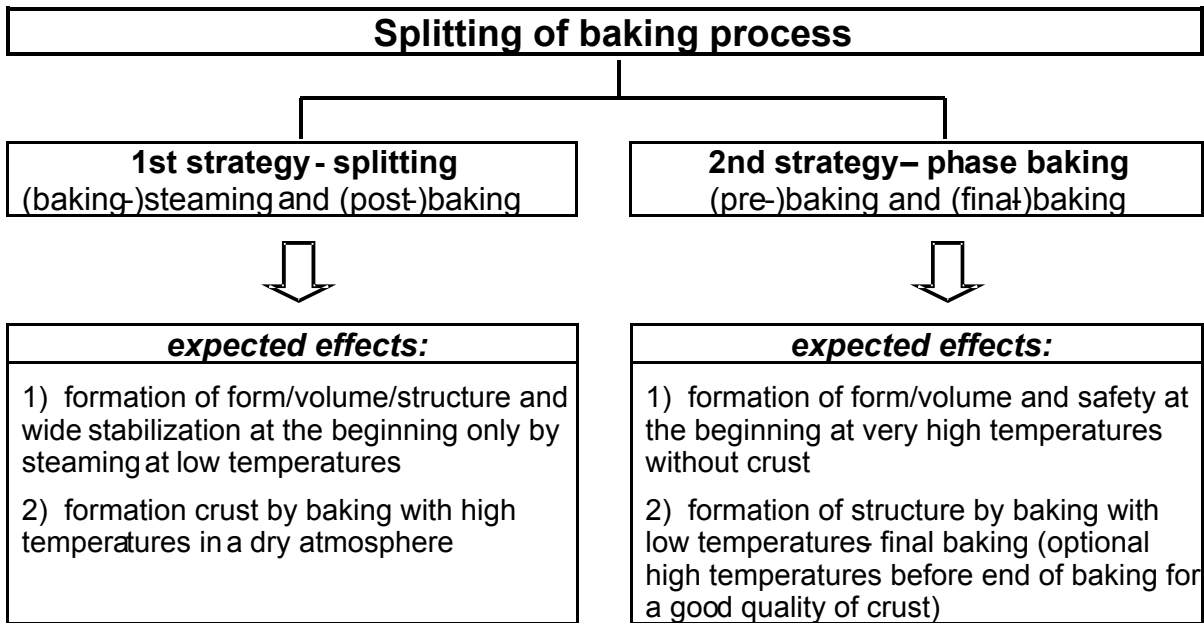 Splitting of baking process
1st strategy - splitting
(baking-)steaming and (post-)baking
2nd strategy– phase baking
(pre-)baking and (final-)baking
expected effects:
1) formation of form/volume/structure and
wide stabilization at the beginning only by
steaming at low temperatures
2) formation crust by baking with high
temperatures in a dry atmosphere
expected effects:
1) formation of form/volume and safety at
the beginning at very high temperatures
without crust
2) formation of structure by baking with
low temperatures- final baking (optional
high temperatures before end of baking for
a good quality of crust)